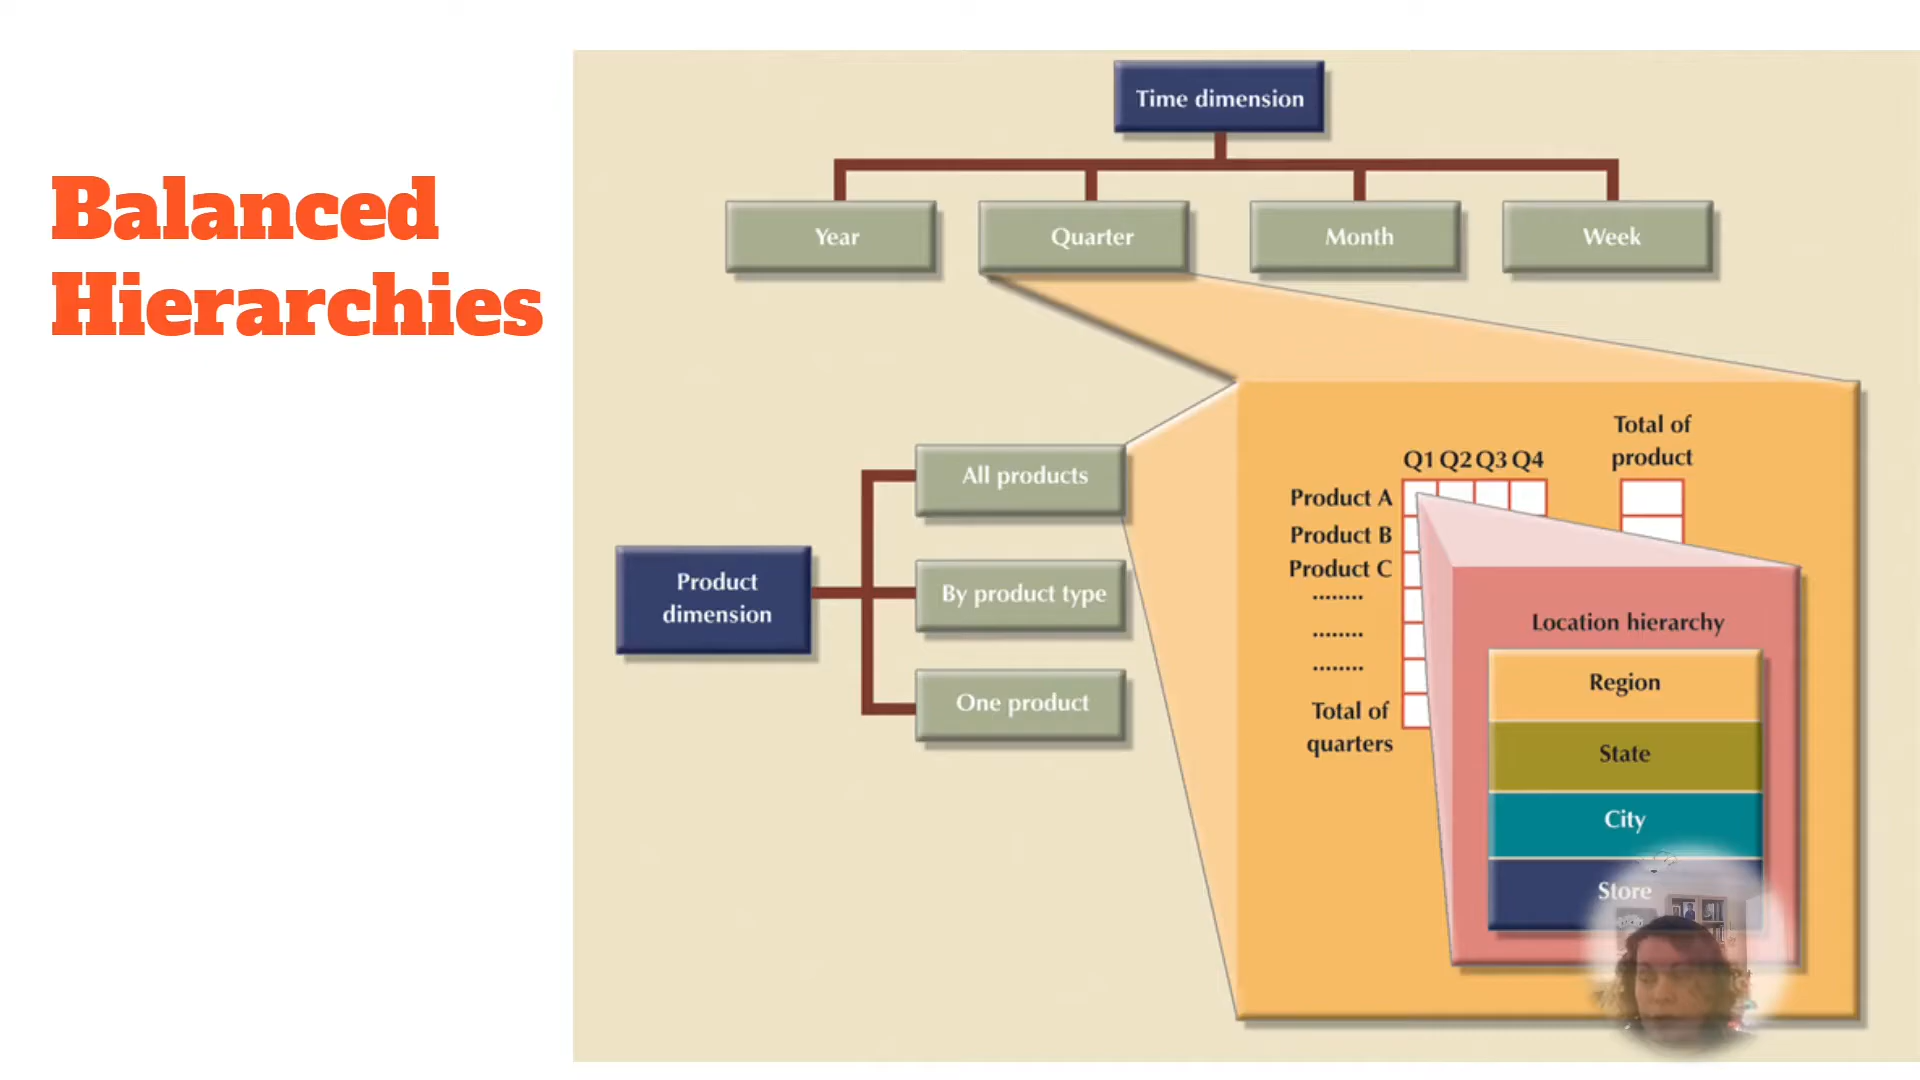 Balanced
Hierarchies
Time dimension
Year
Quarter
Month
Week
Product
dimension
All products
By product type
One product
Total of
product
Q1 Q2 Q3 Q4
Product A
Product B
Product C
........
........
........
Total of
quarters
Location hierarchy
Region
State
City
Store